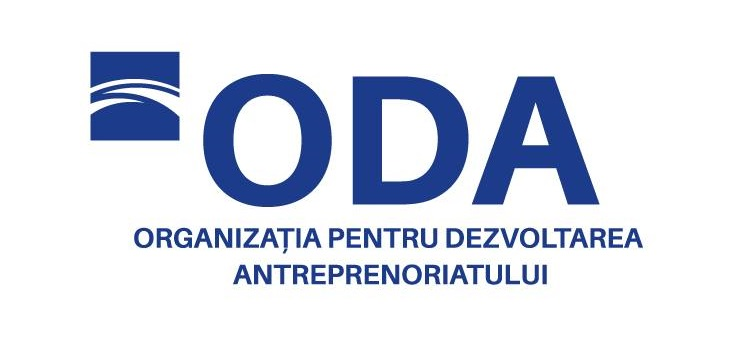 ODA
ORGANIZAȚIA PENTRU DEZVOLTAREA
ANTREPRENORIATULUI